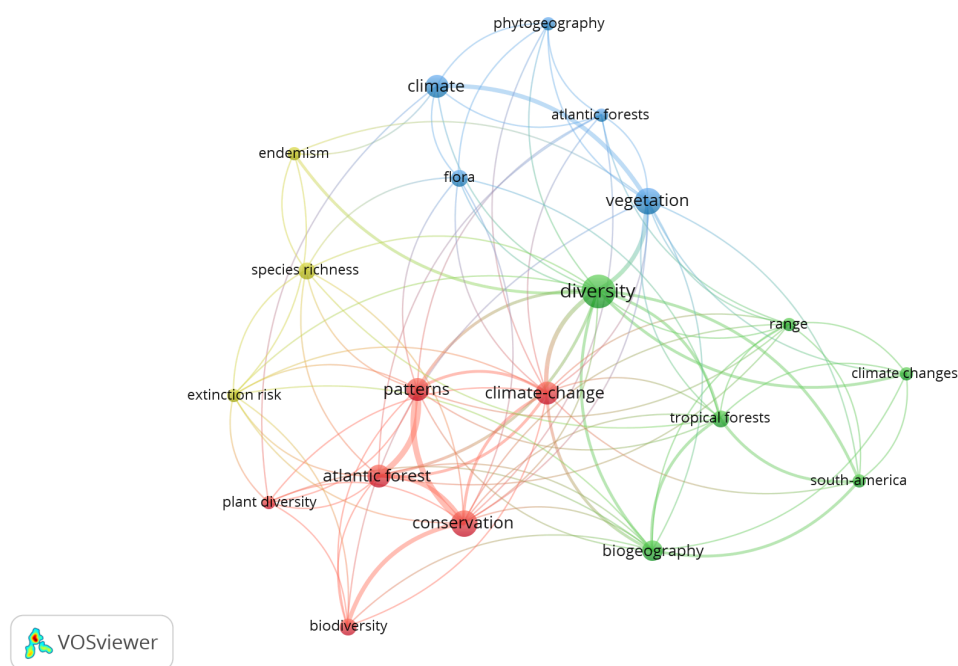 phytogeography
climate
atlantic forests
endemism
flora
vegetation
species richness
diversity
range
climate changes
patterns
climate-change
extinction risk
tropical forests
atlantic forest
south-america
plant diversity
conservation
biogeography
biodiversity
VOSviewer